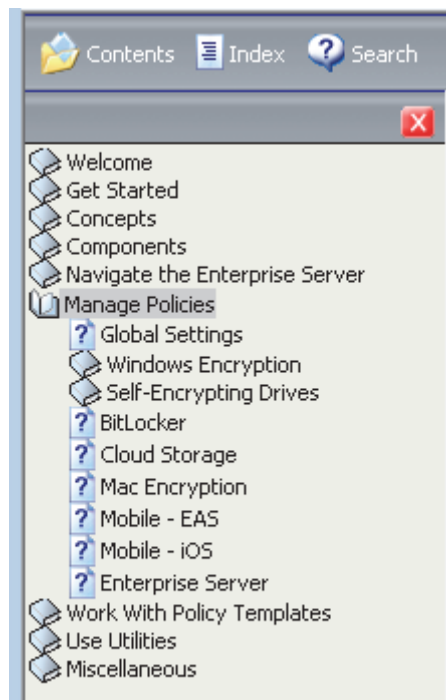 Contents Index Search
Welcome
Get Started
Concepts
Components
Navigate the Enterprise Server
Manage Policies
Global Settings
Windows Encryption
Self-Encrypting Drives
BitLocker
Cloud Storage
Mac Encryption
Mobile - EAS
Mobile - iOS
Enterprise Server
Work With Policy Templates
Use Utilities
Miscellaneous